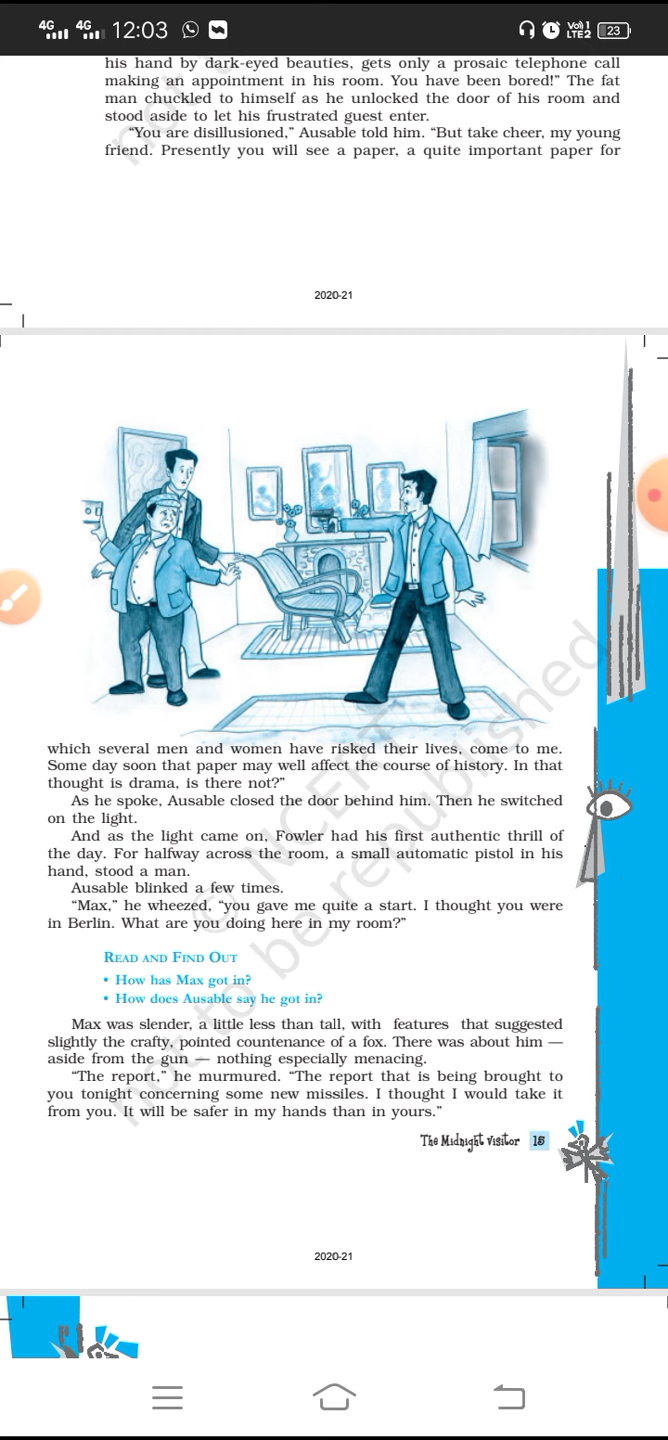 4G 4G 12:03 Vo) 1 LTE2 23
his hand by dark-eyed beauties, gets only a prosaic telephone call
making an appointment in his room. You have been bored!” The fat
man chuckled to himself as he unlocked the door of his room and
stood aside to let his frustrated guest enter.
“You are disillusioned,” Ausable told him. “But take cheer, my young
friend. Presently you will see a paper, a quite important paper for
2020-21
which several men and women have risked their lives, come to me.
Some day soon that paper may well affect the course of history. In that
thought is drama, is there not?”
As he spoke, Ausable closed the door behind him. Then he switched
on the light.
And as the light came on, Fowler had his first authentic thrill of
the day. For halfway across the room, a small automatic pistol in his
hand, stood a man.
Ausable blinked a few times.
“Max,” he wheezed, “you gave me quite a start. I thought you were
in Berlin. What are you doing here in my room?”
READ AND FIND OUT
• How has Max got in?
• How does Ausable say he got in?
Max was slender, a little less than tall, with features that suggested
slightly the crafty, pointed countenance of a fox. There was about him —
aside from the gun — nothing especially menacing.
“The report,” he murmured. “The report that is being brought to
you tonight concerning some new missiles. I thought I would take it
from you. It will be safer in my hands than in yours.”
The Midnight Visitor 15
2020-21
not
© NCERT
not to be republished